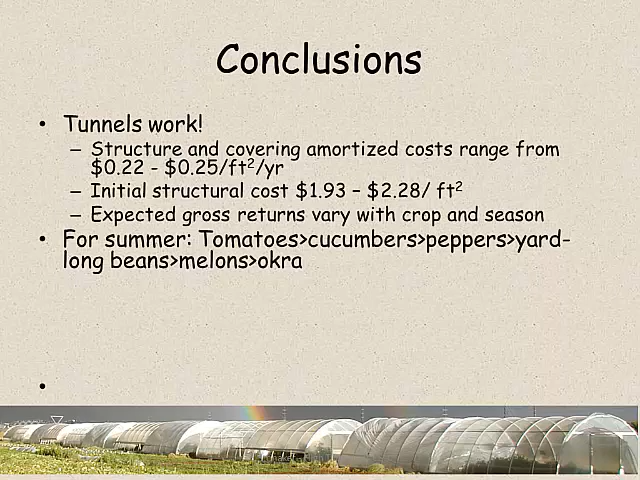 Conclusions
• Tunnels work!
– Structure and covering amortized costs range from
$0.22 - $0.25/ft²/yr
– Initial structural cost $1.93 – $2.28/ ft²
– Expected gross returns vary with crop and season
• For summer: Tomatoes>cucumbers>peppers>yard-
long beans>melons>okra
•